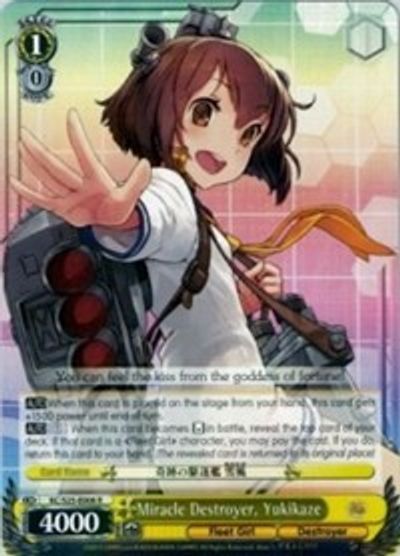 1
0
You can feel the kiss from the goddess of fortune!
A/C When this card is placed on the stage from your hand, this card gets
+1500 power until end of turn.
A/C When this card becomes in battle, reveal the top card of your
deck. If that card is a «Fleet Girl» character, you may pay the cost. If you do,
rest this card. (The revealed card is returned to its original place)
Card Name
奇跡の駆逐艦 雪風
4000
Miracle Destroyer, Yukikaze
Fleet Girl
Destroyer